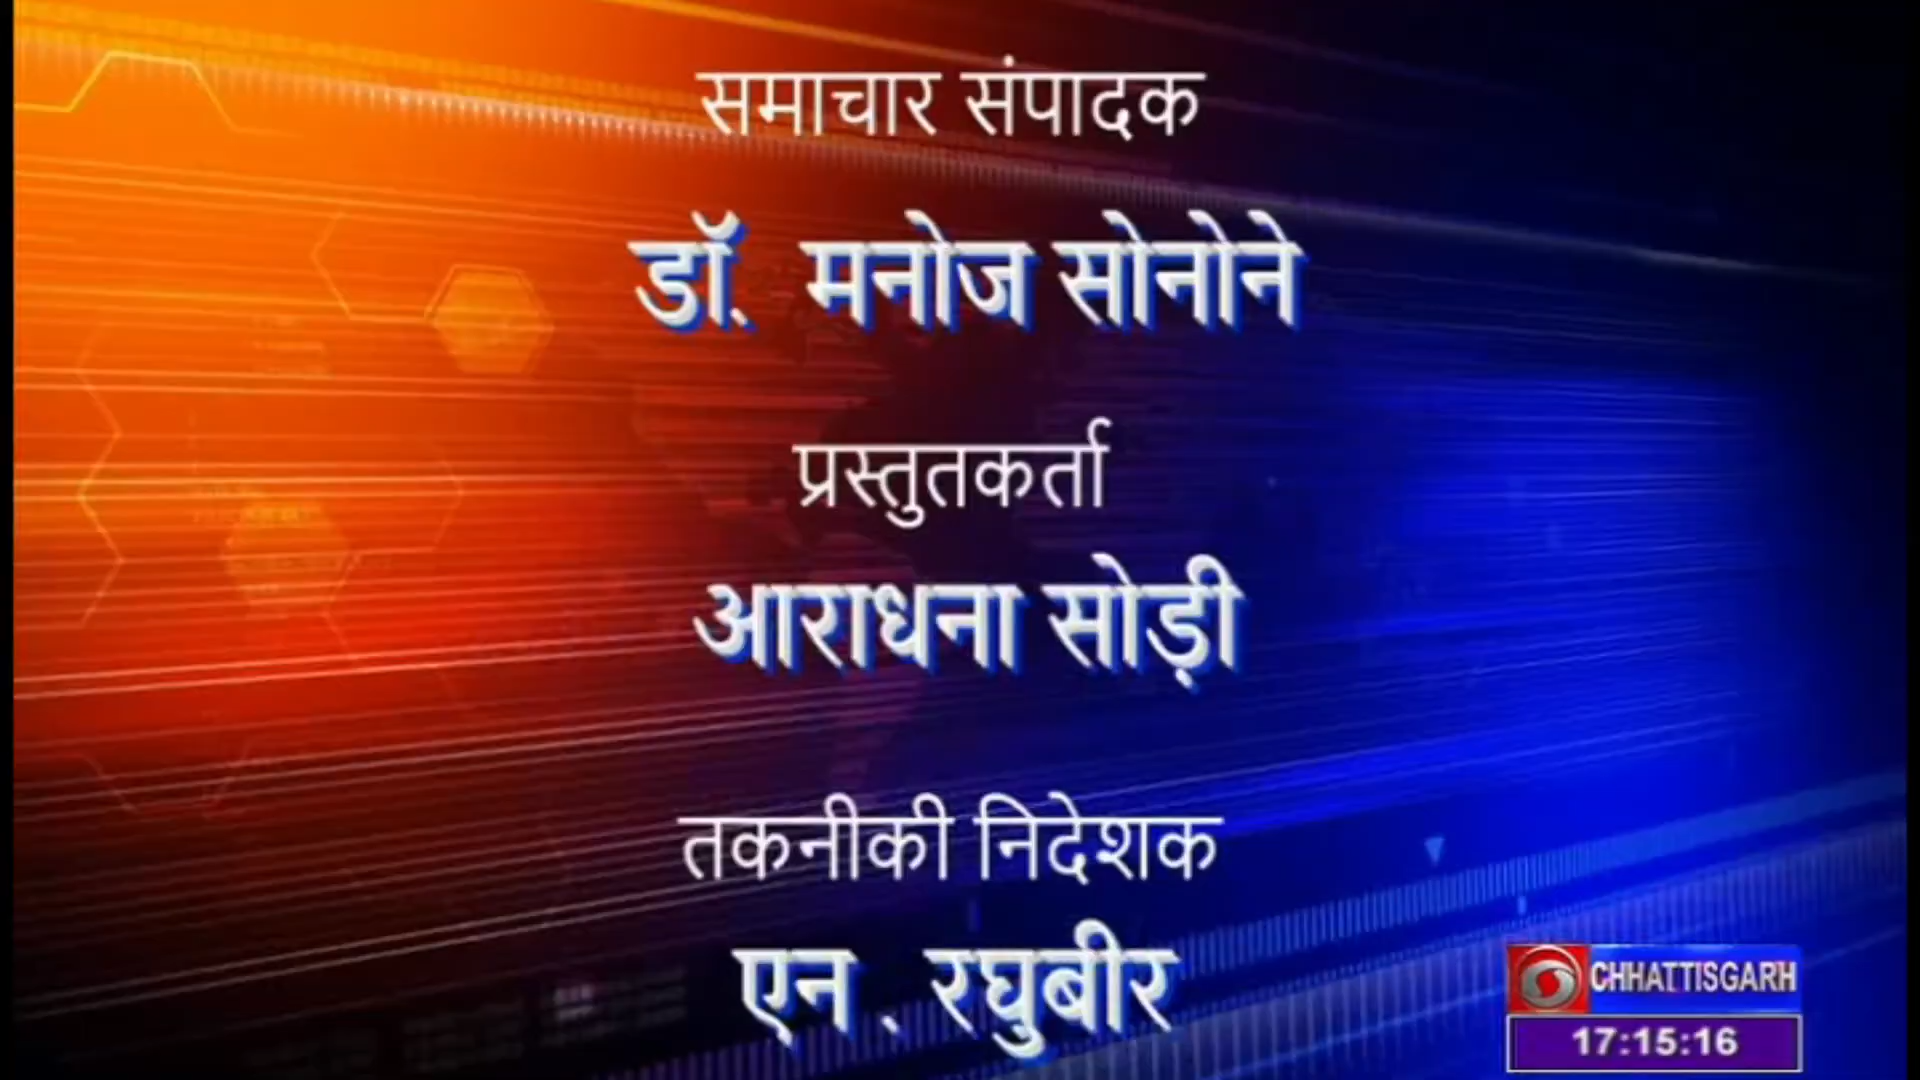 समाचार संपादक
डॉ. मनोज सोनोने
प्रस्तुतकर्ता
आराधना सोड़ी
तकनीकी निदेशक
एन . रघुबीर
CHHATTISGARH
17:15:16